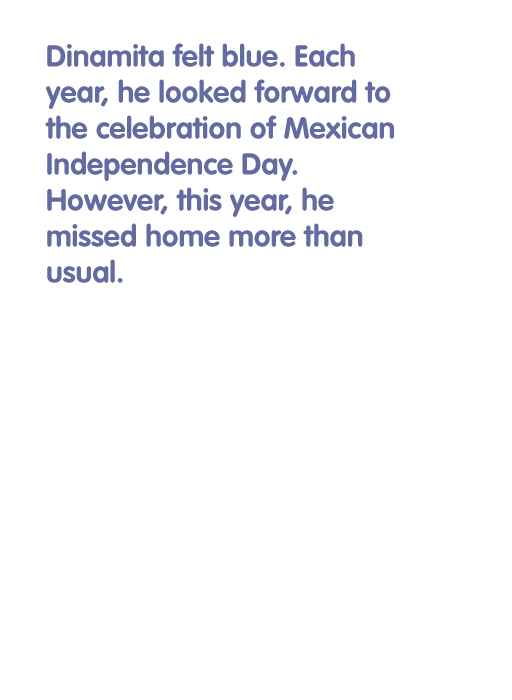 Dinamita felt blue. Each
year, he looked forward to
the celebration of Mexican
Independence Day.
However, this year, he
missed home more than
usual.